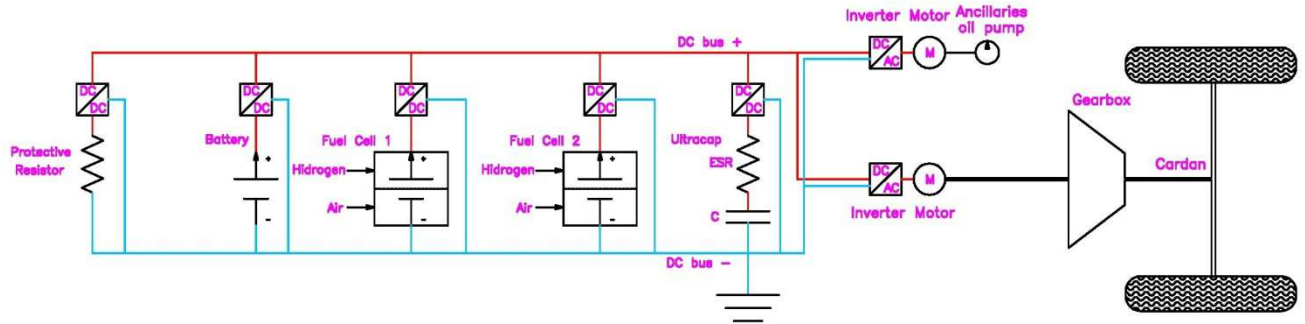 Inverter Motor
Ancillaries
oil pump
DC bus +
DC
AC
M
DC
DC
DC
DC
DC
DC
DC
DC
DC
DC
Gearbox
Protective
Resistor
Battery
+
-
Fuel Cell 1
+
Hidrogen
Air
-
Fuel Cell 2
+
Hidrogen
Air
-
Ultracap
ESR
C
DC
AC
M
Cardan
Inverter Motor
DC bus -